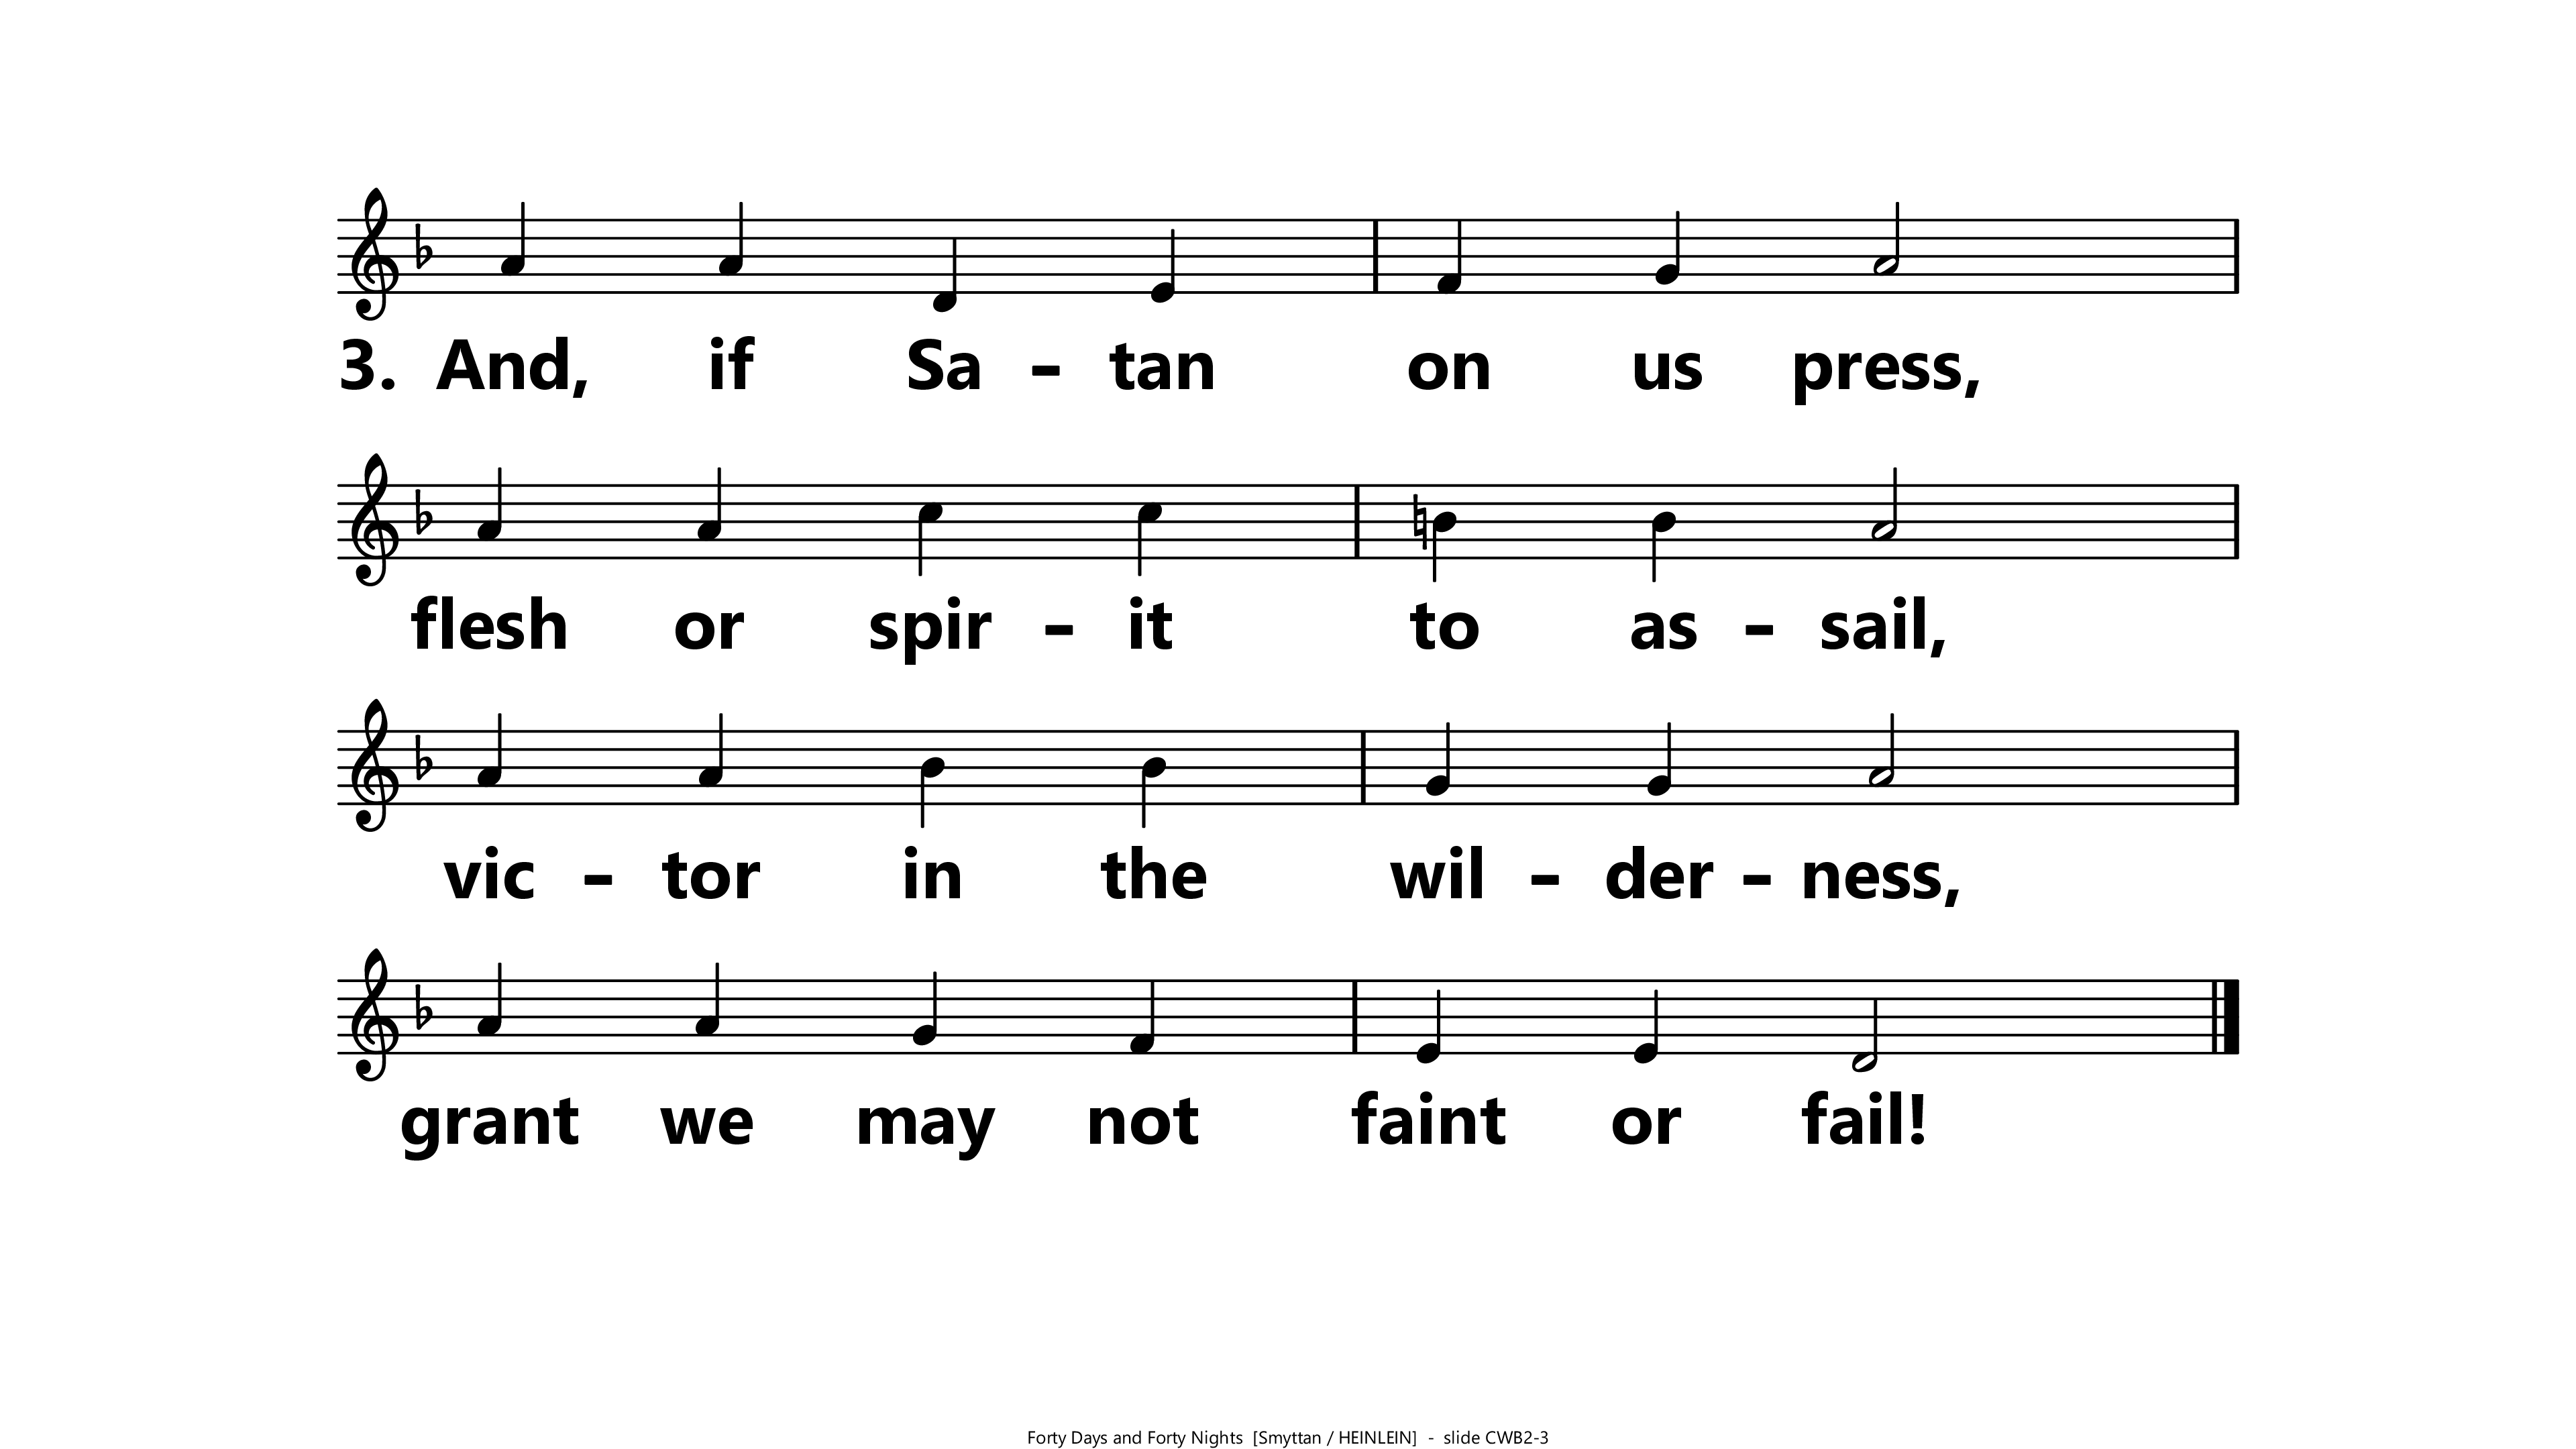 3. And, if Sa - tan on us press,
flesh or spir - it to as - sail,
vic - tor in the wil - der - ness,
grant we may not faint or fail!
Forty Days and Forty Nights [Smyttan / HEINLEIN] - slide CWB2-3